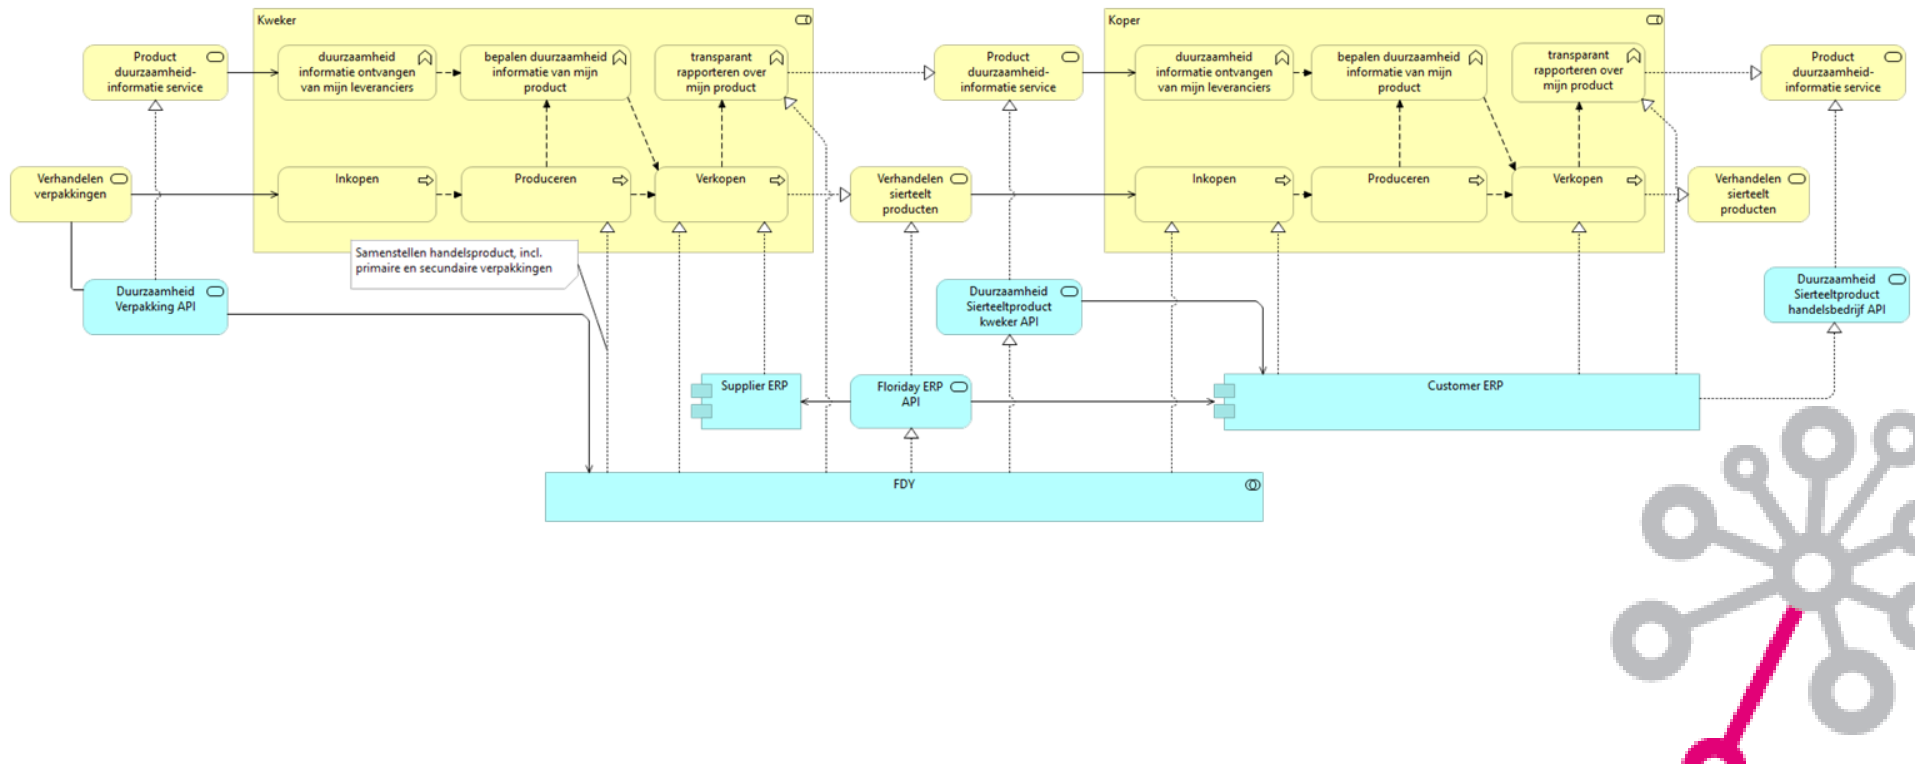 Kweker
Koper
Product
duurzaamheid-
informatie service
duurzaamheid
informatie ontvangen
van mijn leveranciers
bepalen duurzaamheid
informatie van mijn
product
transparant
rapporteren over
mijn product
Product
duurzaamheid-
informatie service
duurzaamheid
informatie ontvangen
van mijn leveranciers
bepalen duurzaamheid
informatie van mijn
product
transparant
rapporteren over
mijn product
Product
duurzaamheid-
informatie service
Verhandelen
verpakkingen
Inkopen
Produceren
Verkopen
Verhandelen
sierteelt
producten
Inkopen
Produceren
Verkopen
Verhandelen
sierteelt
producten
Samenstellen handelsproduct, incl.
primaire en secundaire verpakkingen
Duurzaamheid
Verpakking API
Duurzaamheid
Sierteeltproduct
kweker API
Duurzaamheid
Sierteeltproduct
handelsbedrijf API
Supplier ERP
Floriday ERP
API
Customer ERP
FDY